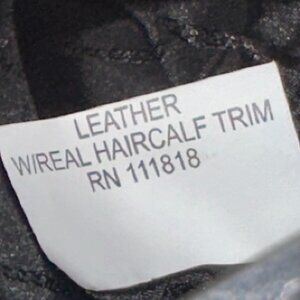 LEATHER
W/REAL HAIRCALF TRIM
RN 111818